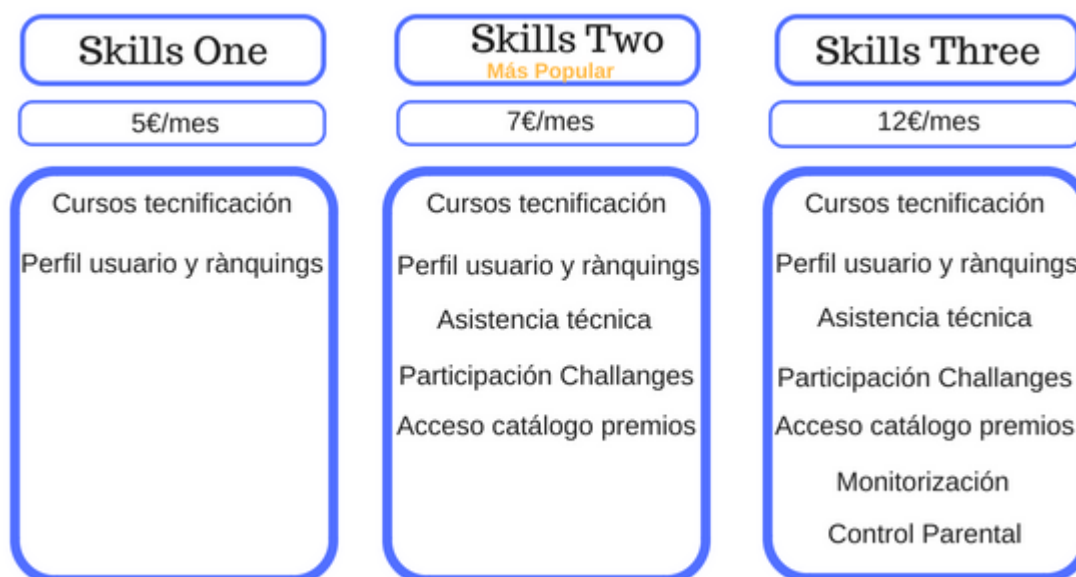 Skills One
5€/mes
Cursos tecnificación
Perfil usuario y rànquings
Skills Two
Más Popular
7€/mes
Cursos tecnificación
Perfil usuario y rànquings
Asistencia técnica
Participación Challanges
Acceso catálogo premios
Skills Three
12€/mes
Cursos tecnificación
Perfil usuario y rànquings
Asistencia técnica
Participación Challanges
Acceso catálogo premios
Monitorización
Control Parental